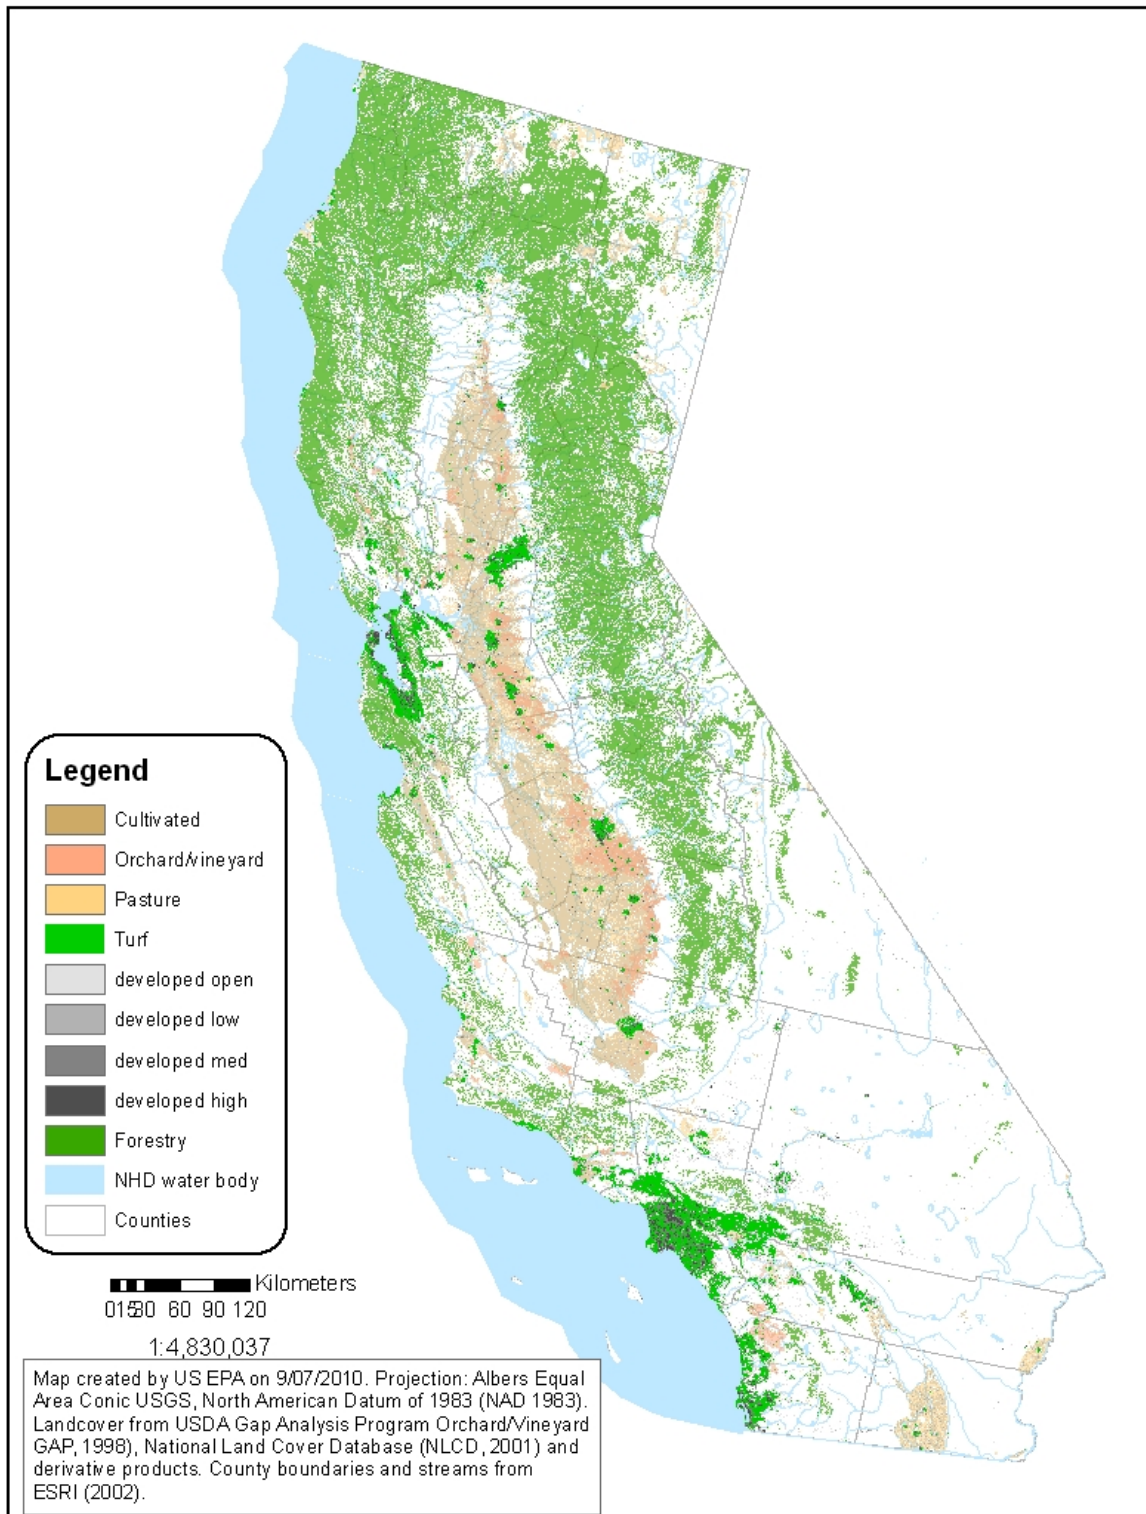 Legend
Cultivated
Orchard/vineyard
Pasture
Turf
developed open
developed low
developed med
developed high
Forestry
NHD water body
Counties
Kilometers
0 15 30 60 90 120
1:4,830,037
Map created by US EPA on 9/07/2010. Projection: Albers Equal
Area Conic USGS, North American Datum of 1983 (NAD 1983).
Landcover from USDA Gap Analysis Program Orchard/Vineyard
GAP, 1998), National Land Cover Database (NLCD, 2001) and
derivative products. County boundaries and streams from
ESRI (2002).